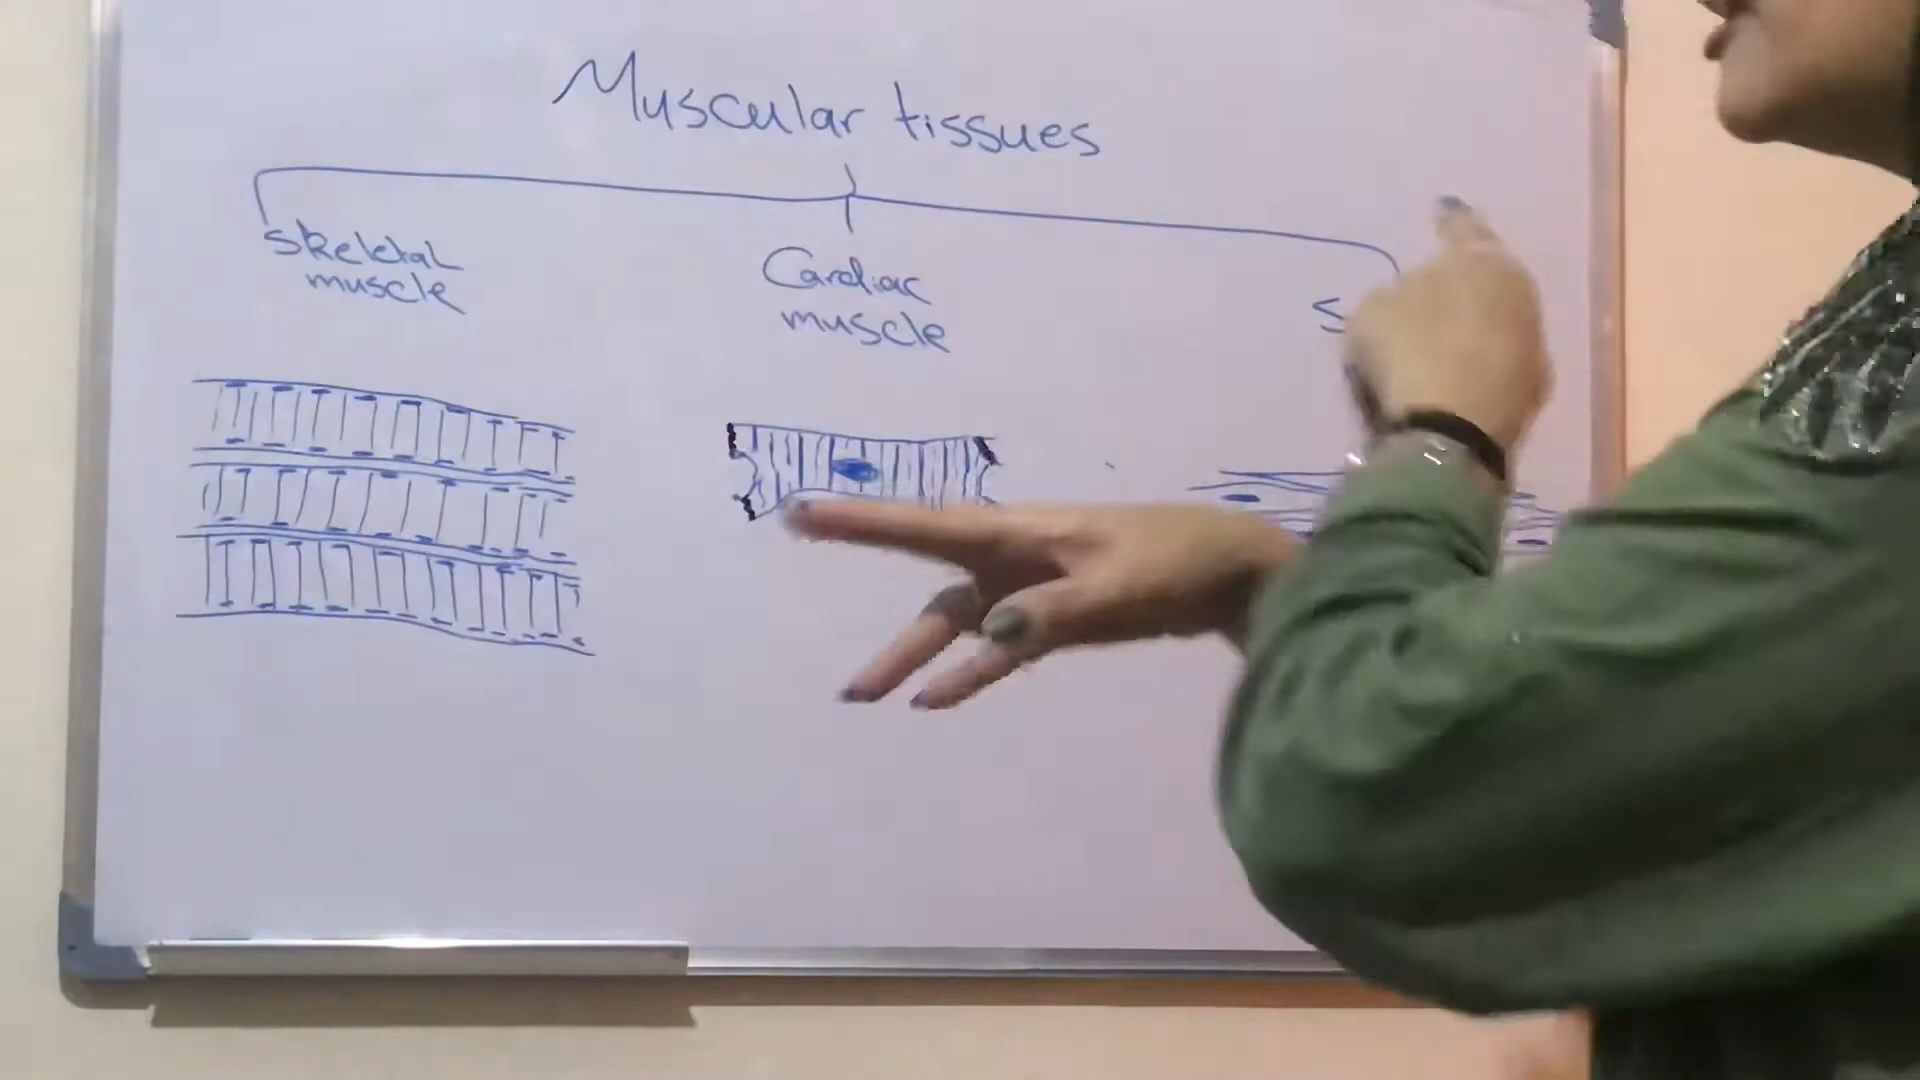 Muscular tissues
Skeletal
muscle
Cardiac
muscle